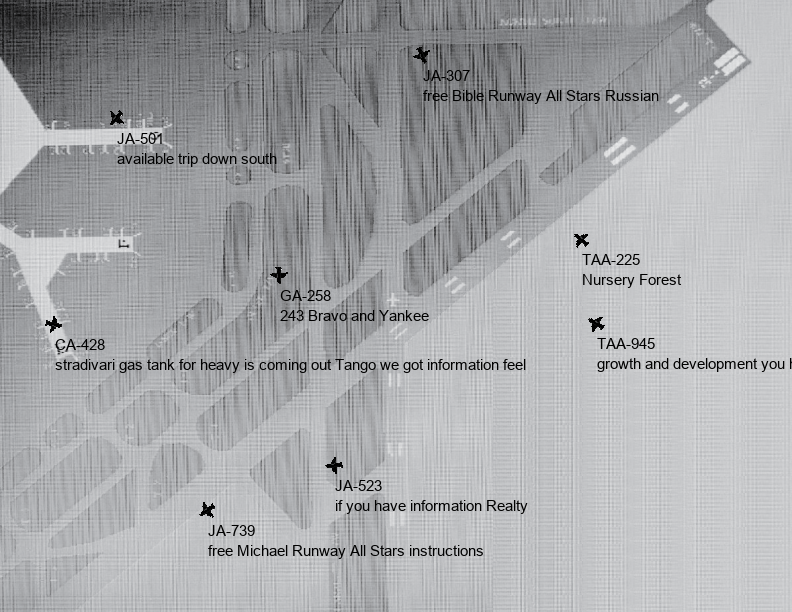 JA-307
free Bible Runway All Stars Russian
JA-501
available trip down south
TAA-225
Nursery Forest
GA-258
243 Bravo and Yankee
CA-428
stradivari gas tank for heavy is coming out Tango we got information feel
TAA-945
growth and development you
JA-523
if you have information Realty
JA-739
free Michael Runway All Stars instructions